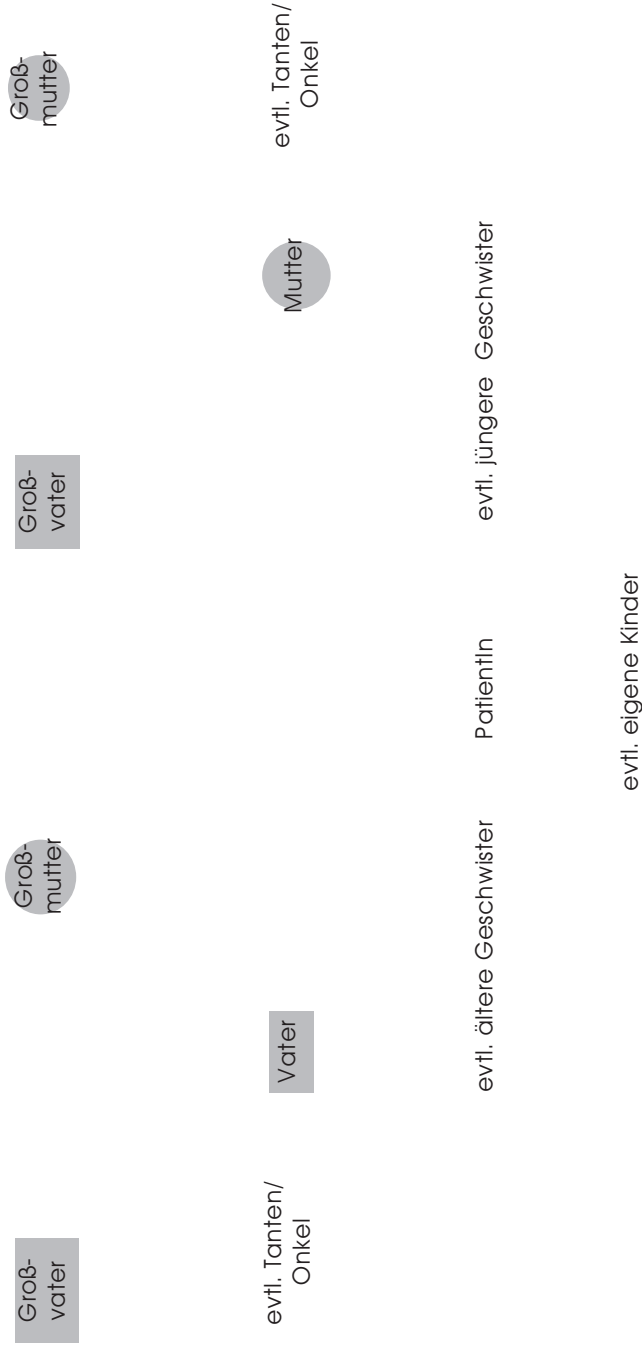 Groß-
vater
Groß-
mutter
Groß-
vater
Groß-
mutter
evtl. Tanten/
Onkel
Vater
Mutter
evtl. Tanten/
Onkel
evtl. ältere Geschwister
PatientIn
evtl. jüngere Geschwister
evtl. eigene Kinder